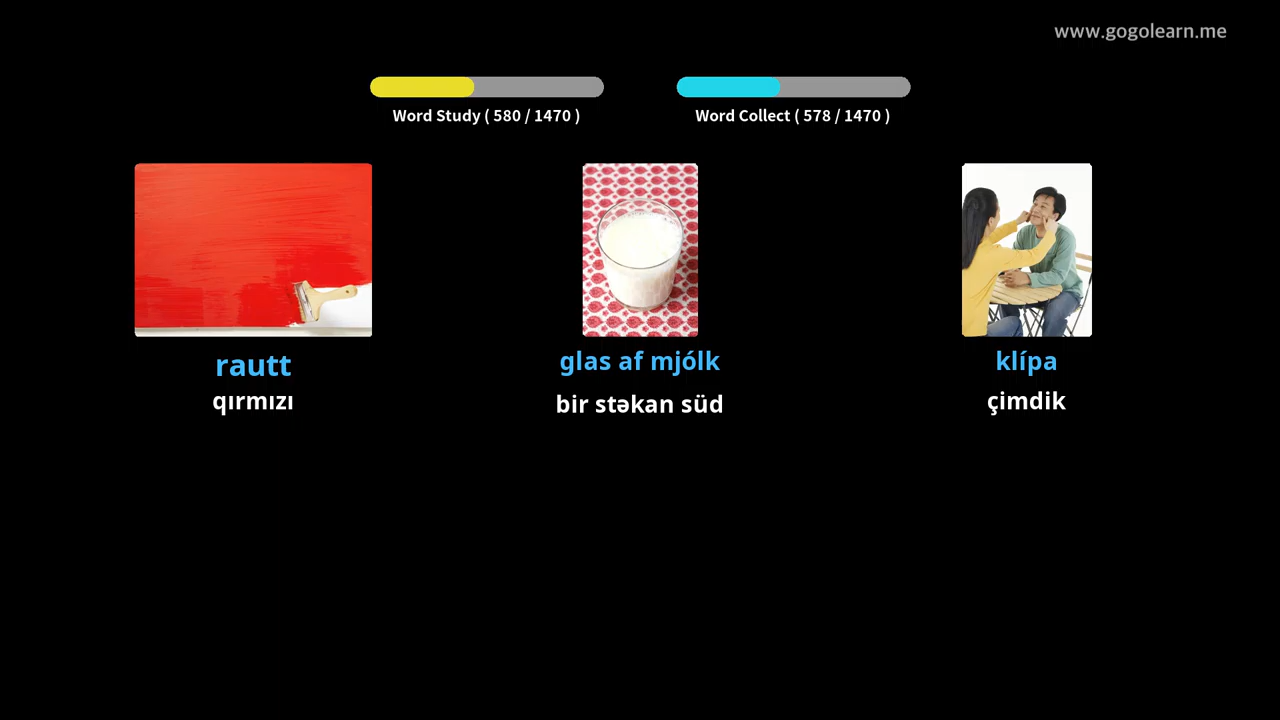 www.gogolearn.me
Word Study ( 580 / 1470 )
Word Collect ( 578 / 1470 )
rautt
qırmızı
glas af mjólk
bir stəkan süd
klípa
çimdik